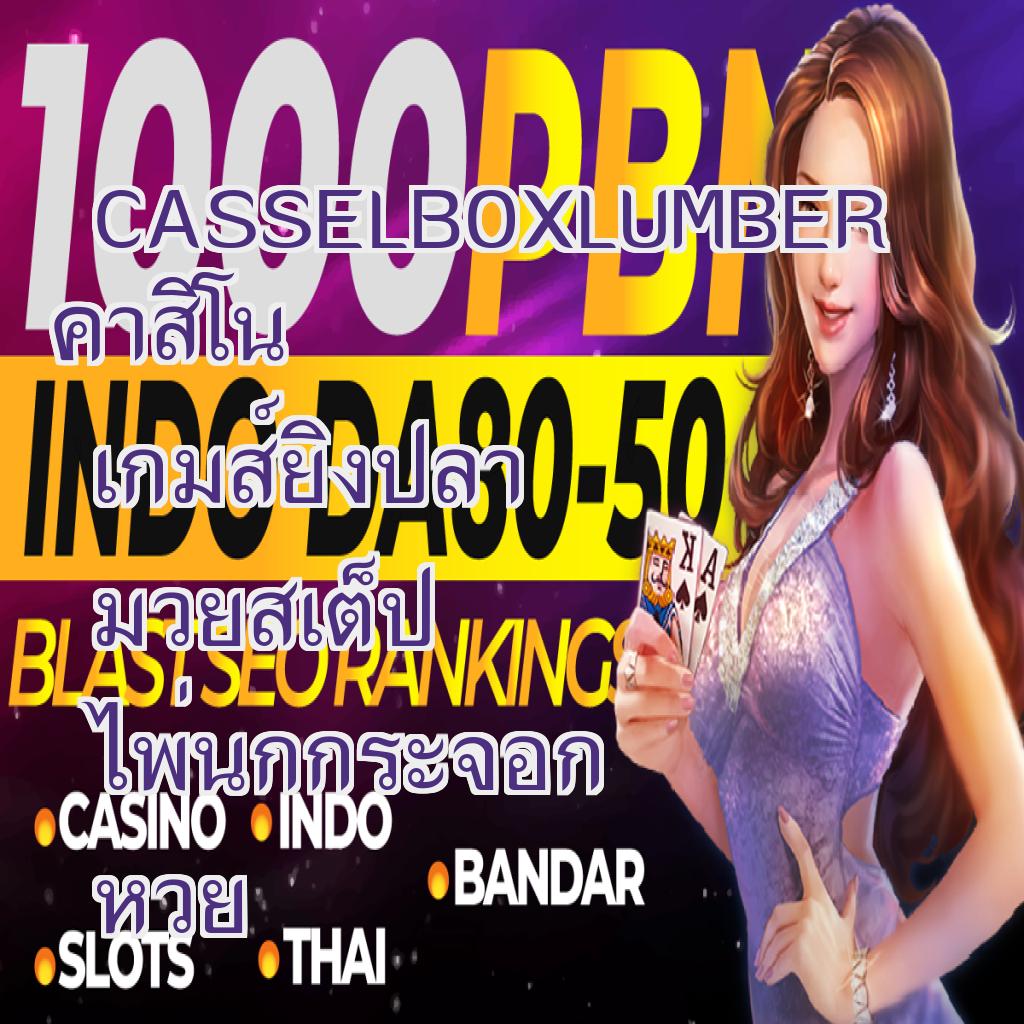 1000PBN
CASSELBOXLUMBER
คาสิโน
INDO DA80-50
เกมส์ยิงปลา
มวยสเต็ป
BLAST SEO RANKINGS
ไพ่นกกระจอก
CASINO
INDO
BANDAR
หวย
SLOTS
THAI
K
A